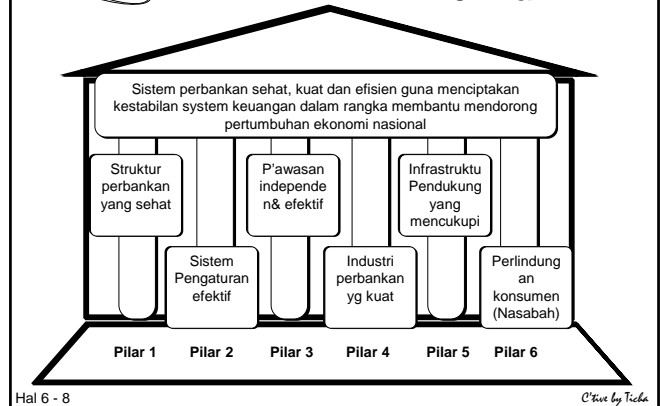 Sistem perbankan sehat, kuat dan efisien guna menciptakan
kestabilan system keuangan dalam rangka membantu mendorong
pertumbuhan ekonomi nasional
Struktur
perbankan
yang sehat
P'awasan
independe
n& efektif
Infrastruktu
Pendukung
yang
mencukupi
Sistem
Pengaturan
efektif
Industri
perbankan
yg kuat
Perlindung
an
konsumen
(Nasabah)
Pilar 1
Pilar 2
Pilar 3
Pilar 4
Pilar 5
Pilar 6
Hal 6 - 8
C'tive by Ticha